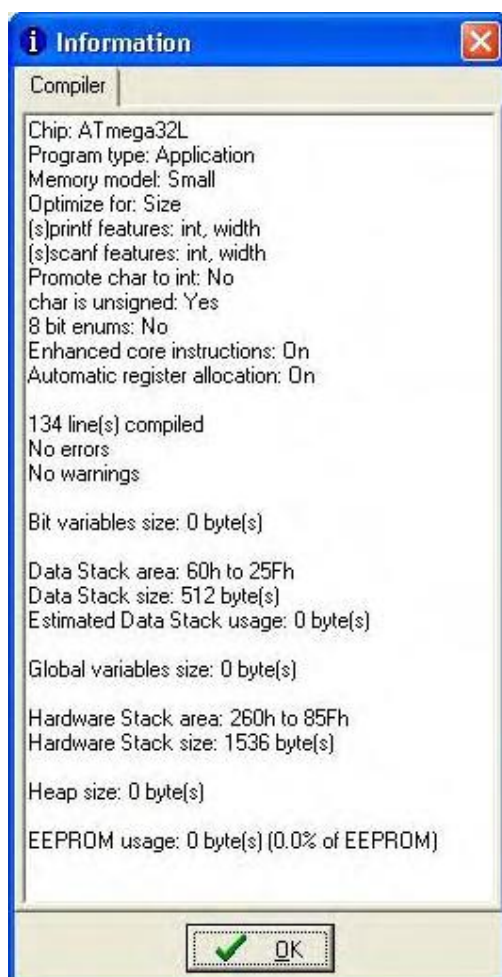 Information
Compiler
Chip: ATmega32L
Program type: Application
Memory model: Small
Optimize for: Size
(s)printf features: int, width
(s)scanf features: int, width
Promote char to int: No
char is unsigned: Yes
8 bit enums: No
Enhanced core instructions: On
Automatic register allocation: On
134 line(s) compiled
No errors
No warnings
Bit variables size: 0 byte(s)
Data Stack area: 60h to 25Fh
Data Stack size: 512 byte(s)
Estimated Data Stack usage: 0 byte(s)
Global variables size: 0 byte(s)
Hardware Stack area: 260h to 85Fh
Hardware Stack size: 1536 byte(s)
Heap size: 0 byte(s)
EEPROM usage: 0 byte(s) (0.0% of EEPROM)
OK